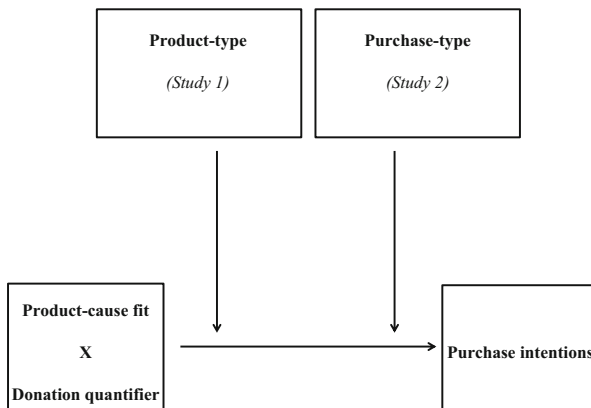 Product-type
(Study 1)
Purchase-type
(Study 2)
Product-cause fit
X
Donation quantifier
Purchase intentions